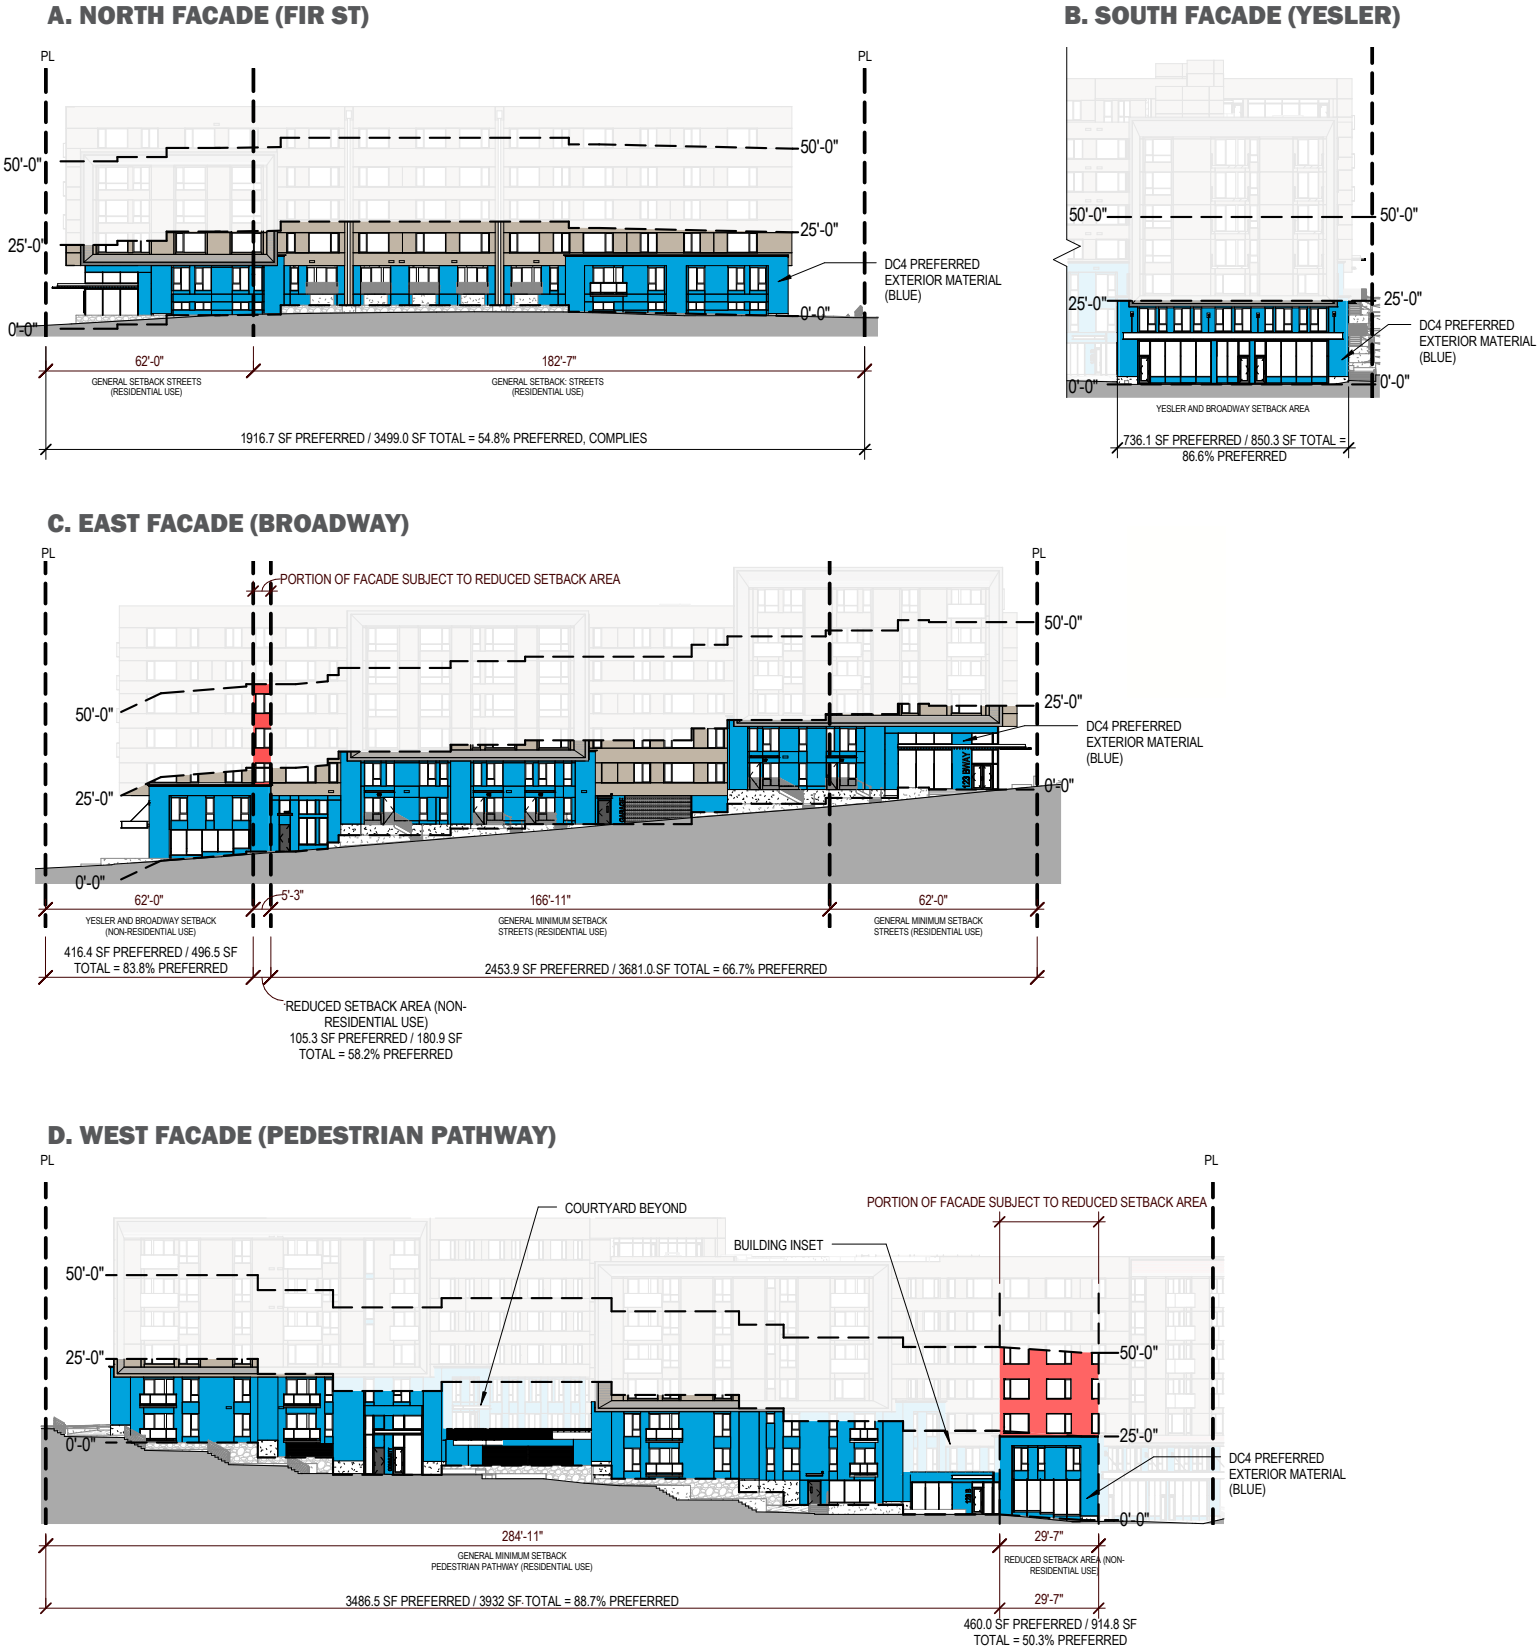 A. NORTH FACADE (FIR ST)
PL
PL
50'-0"
50'-0"
25'-0"
25'-0"
0'-0"
0'-0"
DC4 PREFERRED
EXTERIOR MATERIAL
(BLUE)
62'-0"
182'-7"
GENERAL SETBACK STREETS
(RESIDENTIAL USE)
GENERAL SETBACK: STREETS
(RESIDENTIAL USE)
1916.7 SF PREFERRED / 3499.0 SF TOTAL = 54.8% PREFERRED, COMPLIES
B. SOUTH FACADE (YESLER)
50'-0"
50'-0"
25'-0"
25'-0"
0'-0"
0'-0"
DC4 PREFERRED
EXTERIOR MATERIAL
(BLUE)
YESLER AND BROADWAY SETBACK AREA
736.1 SF PREFERRED / 850.3 SF TOTAL =
86.6% PREFERRED
C. EAST FACADE (BROADWAY)
PL
PL
PORTION OF FACADE SUBJECT TO REDUCED SETBACK AREA
50'-0"
50'-0"
25'-0"
25'-0"
0'-0"
0'-0"
DC4 PREFERRED
EXTERIOR MATERIAL
(BLUE)
123 BWAY
GARAGE
62'-0"
5'-3"
166'-11"
62'-0"
YESLER AND BROADWAY SETBACK
(NON-RESIDENTIAL USE)
GENERAL MINIMUM SETBACK
STREETS (RESIDENTIAL USE)
GENERAL MINIMUM SETBACK
STREETS (RESIDENTIAL USE)
416.4 SF PREFERRED / 496.5 SF
TOTAL = 83.8% PREFERRED
2453.9 SF PREFERRED / 3681.0 SF TOTAL = 66.7% PREFERRED
REDUCED SETBACK AREA (NON-
RESIDENTIAL USE)
105.3 SF PREFERRED / 180.9 SF
TOTAL = 58.2% PREFERRED
D. WEST FACADE (PEDESTRIAN PATHWAY)
PL
PL
COURTYARD BEYOND
PORTION OF FACADE SUBJECT TO REDUCED SETBACK AREA
BUILDING INSET
50'-0"
50'-0"
25'-0"
25'-0"
0'-0"
0'-0"
DC4 PREFERRED
EXTERIOR MATERIAL
(BLUE)
284'-11"
29'-7"
GENERAL MINIMUM SETBACK
PEDESTRIAN PATHWAY (RESIDENTIAL USE)
REDUCED SETBACK AREA (NON-
RESIDENTIAL USE)
3486.5 SF PREFERRED / 3932 SF TOTAL = 88.7% PREFERRED
29'-7"
460.0 SF PREFERRED / 914.8 SF
TOTAL = 50.3% PREFERRED